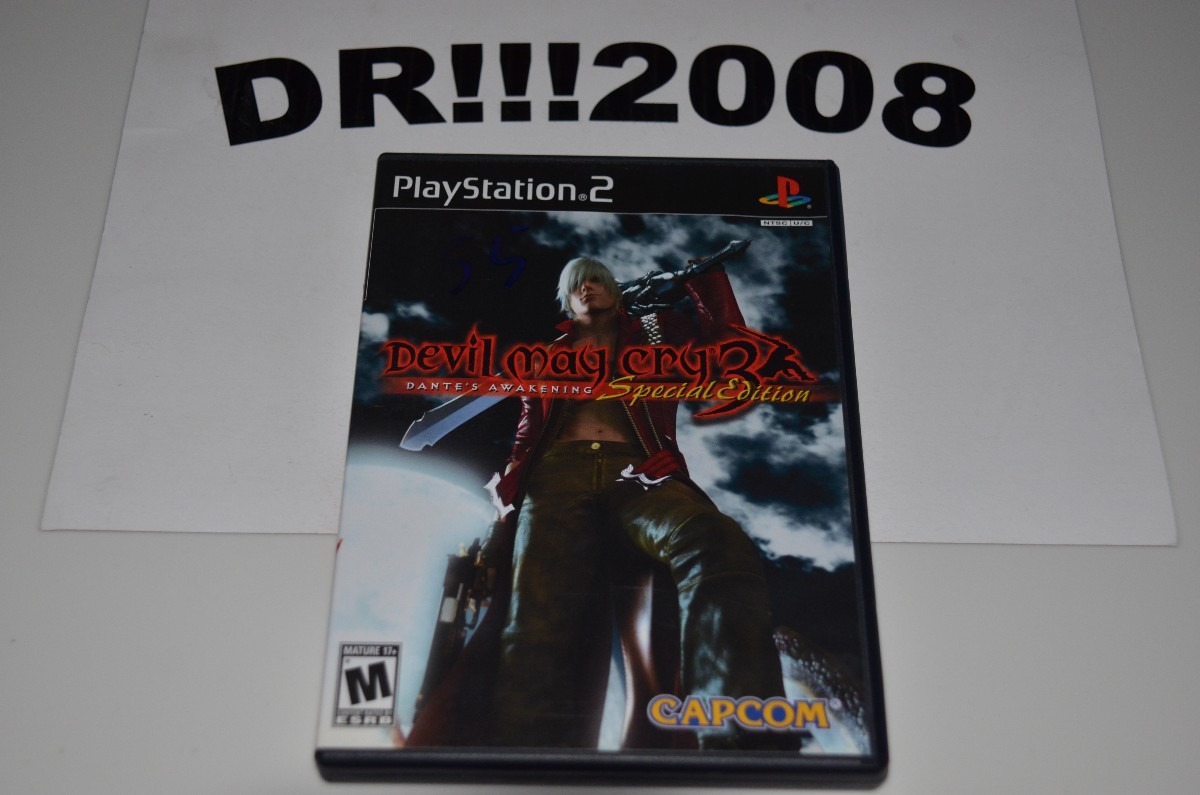 DR!!!2008
PlayStation®2
NTSC U/C
Devil may cry 3
DANTE'S AWAKENING Special Edition
MATURE 17+
M
ESRB
CAPCOM®